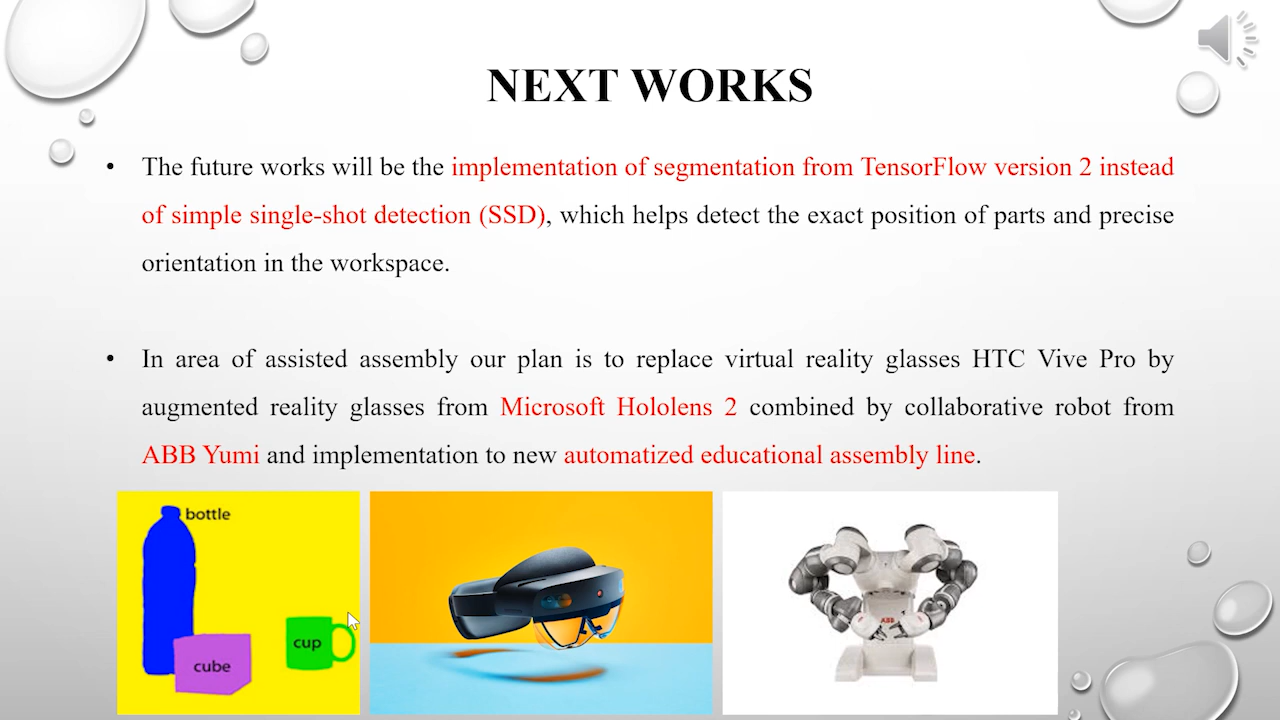 NEXT WORKS
• The future works will be the implementation of segmentation from TensorFlow version 2 instead
of simple single-shot detection (SSD), which helps detect the exact position of parts and precise
orientation in the workspace.
• In area of assisted assembly our plan is to replace virtual reality glasses HTC Vive Pro by
augmented reality glasses from Microsoft Hololens 2 combined by collaborative robot from
ABB Yumi and implementation to new automatized educational assembly line.
bottle
cube
cup
ABB